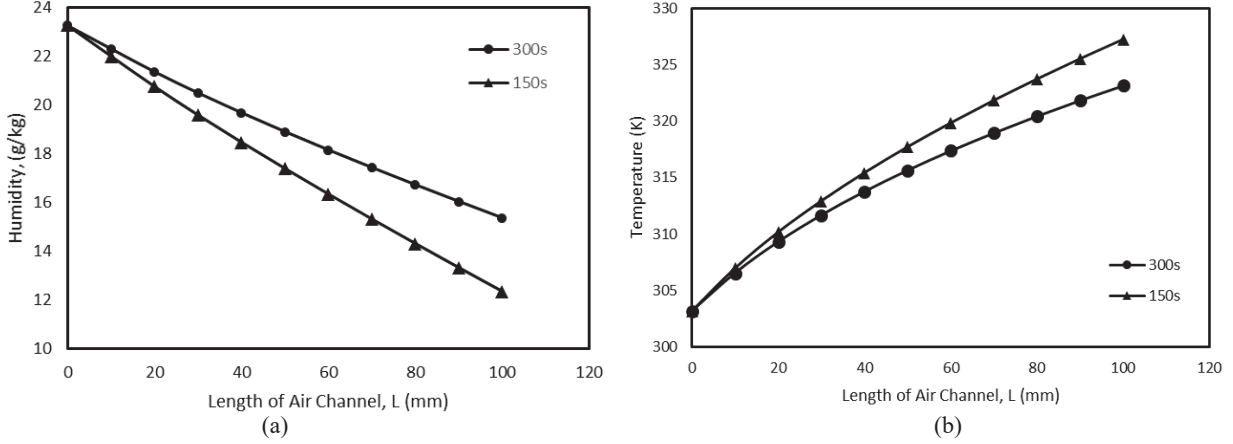 24
22
20
18
16
14
12
10
Humidity, (g/kg)
300s
150s
0 20 40 60 80 100 120
Length of Air Channel, L (mm)
(a)
330
325
320
315
310
305
300
Temperature (K)
300s
150s
0 20 40 60 80 100 120
Length of Air Channel, L (mm)
(b)